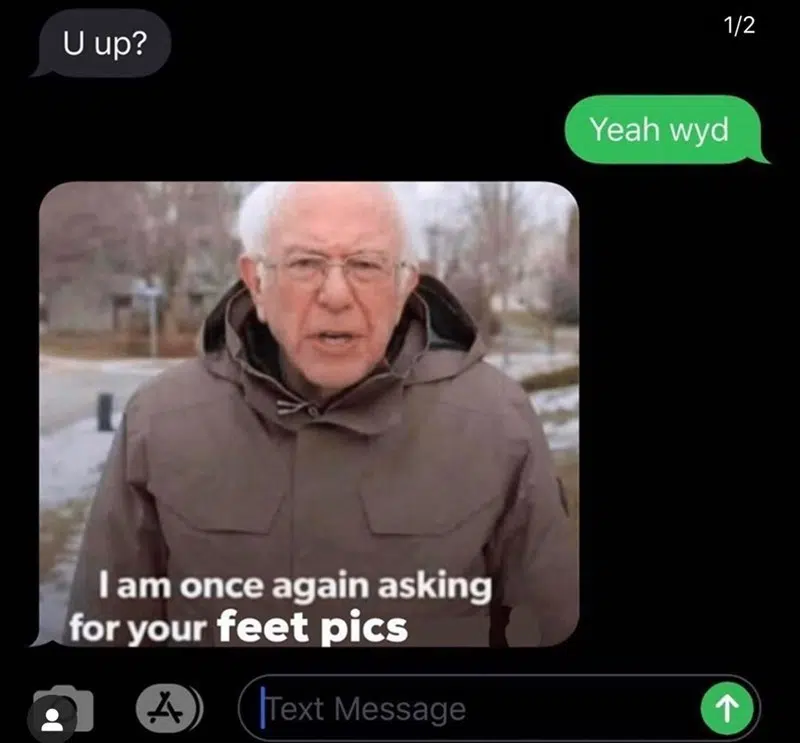 U up?
1/2
Yeah wyd
I am once again asking
for your feet pics
Text Message